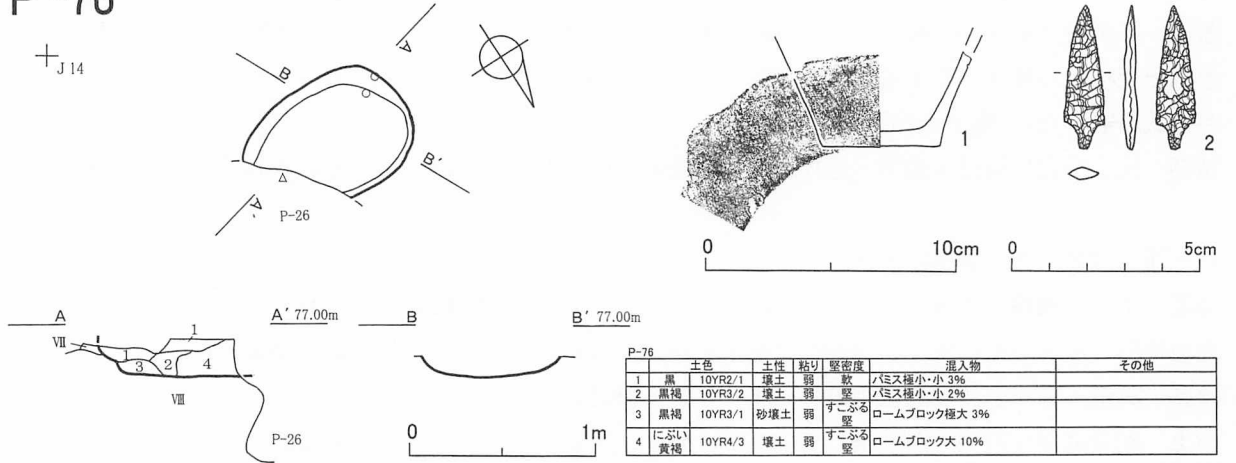 P-76
J 14
A
B
B'
A'
P-26
1
2
0 10cm 0 5cm
A A' 77.00m B B' 77.00m
Ⅶ 1 1 3 2 4
Ⅷ
P-26
0 1m
P-76
土色 土性 粘り 堅密度 混入物 その他
1 黒 10YR2/1 壌土 弱 軟 パミス極小・小 3%
2 黒褐 10YR3/2 壌土 弱 堅 パミス極小・小 2%
3 黒褐 10YR3/1 砂壌土 弱 すこぶる堅 ロームブロック極大 3%
4 にぶい黄褐 10YR4/3 壌土 弱 すこぶる堅 ロームブロック大 10%